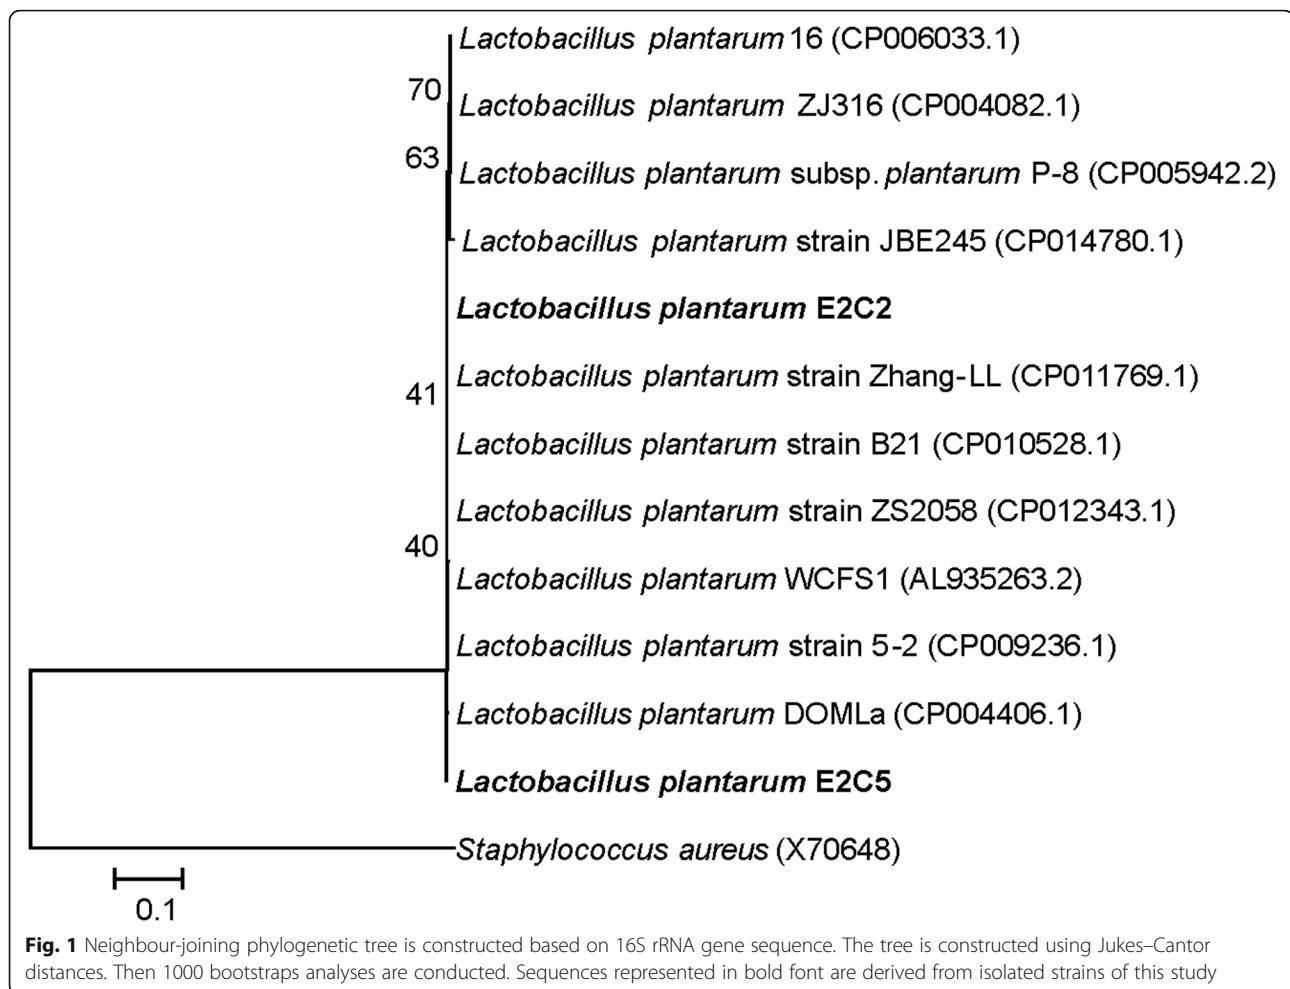 Lactobacillus plantarum 16 (CP006033.1)
70
Lactobacillus plantarum ZJ316 (CP004082.1)
63
Lactobacillus plantarum subsp. plantarum P-8 (CP005942.2)
Lactobacillus plantarum strain JBE245 (CP014780.1)
Lactobacillus plantarum E2C2
Lactobacillus plantarum strain Zhang-LL (CP011769.1)
41
Lactobacillus plantarum strain B21 (CP010528.1)
Lactobacillus plantarum strain ZS2058 (CP012343.1)
40
Lactobacillus plantarum WCFS1 (AL935263.2)
Lactobacillus plantarum strain 5-2 (CP009236.1)
Lactobacillus plantarum DOMLa (CP004406.1)
Lactobacillus plantarum E2C5
Staphylococcus aureus (X70648)
0.1
Fig. 1 Neighbour-joining phylogenetic tree is constructed based on 16S rRNA gene sequence. The tree is constructed using Jukes–Cantor
distances. Then 1000 bootstraps analyses are conducted. Sequences represented in bold font are derived from isolated strains of this study